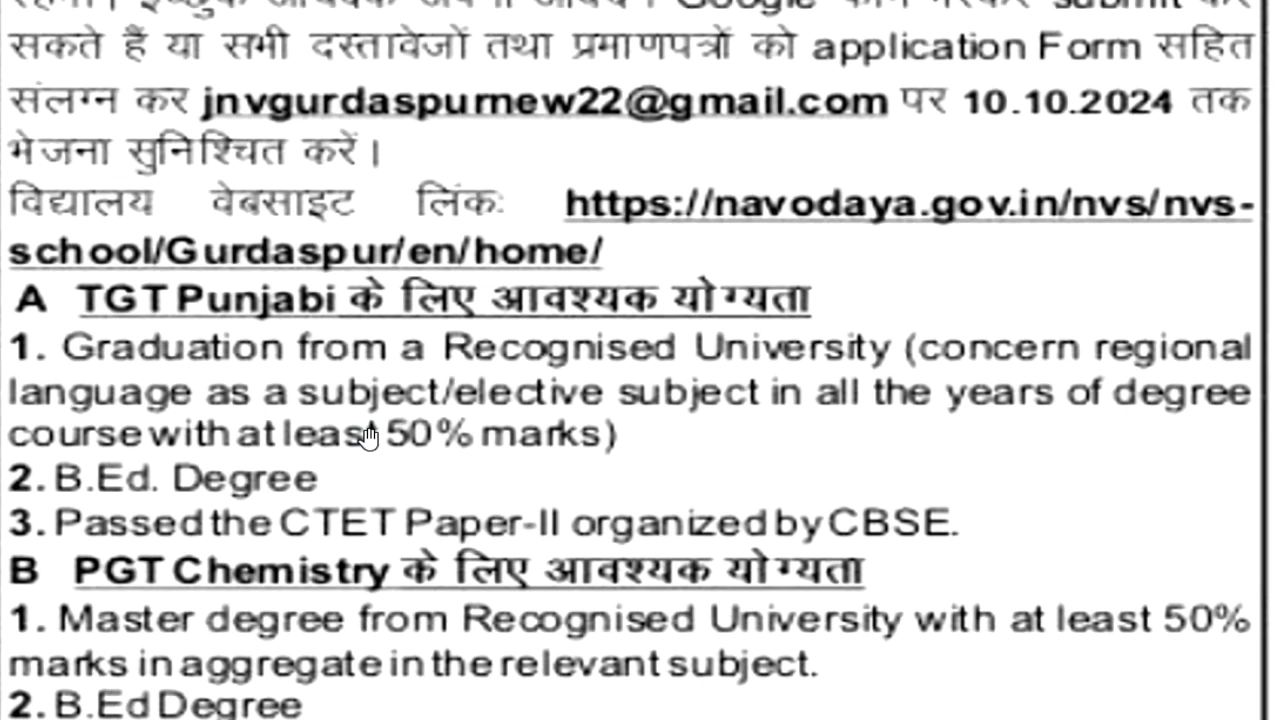 सकते हैं या सभी दस्तावेजों तथा प्रमाणपत्रों को application Form सहित
संलग्न कर jnvgurdaspurnew22@gmail.com पर 10.10.2024 तक
भेजना सुनिश्चित करें।
विद्यालय वेबसाइट लिंक: https://navodaya.gov.in/nvs/nvs-
school/Gurdaspur/en/home/
A TGT Punjabi के लिए आवश्यक योग्यता
1. Graduation from a Recognised University (concern regional
language as a subject/elective subject in all the years of degree
course with at least 50% marks)
2. B.Ed. Degree
3. Passed the CTET Paper-II organized by CBSE.
B PGT Chemistry के लिए आवश्यक योग्यता
1. Master degree from Recognised University with at least 50%
marks in aggregate in the relevant subject.
2. B.Ed Degree